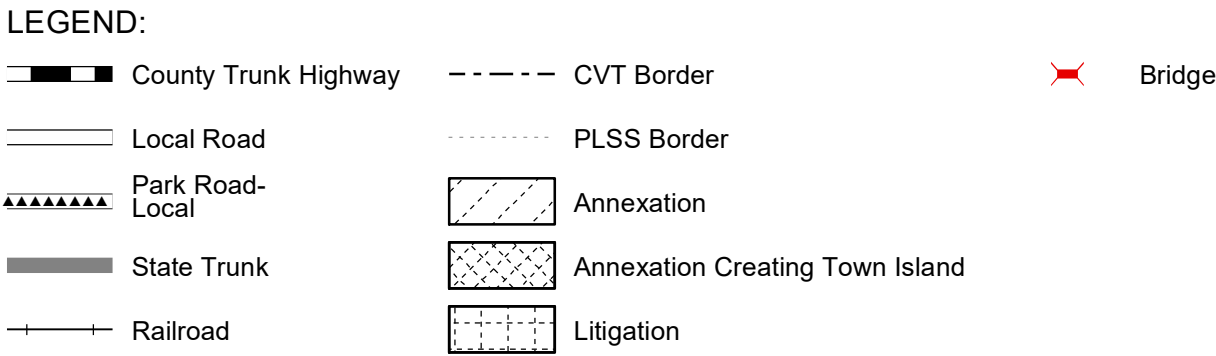 LEGEND:
County Trunk Highway
Local Road
Park Road-
Local
State Trunk
Railroad
CVT Border
PLSS Border
Annexation
Annexation Creating Town Island
Litigation
Bridge